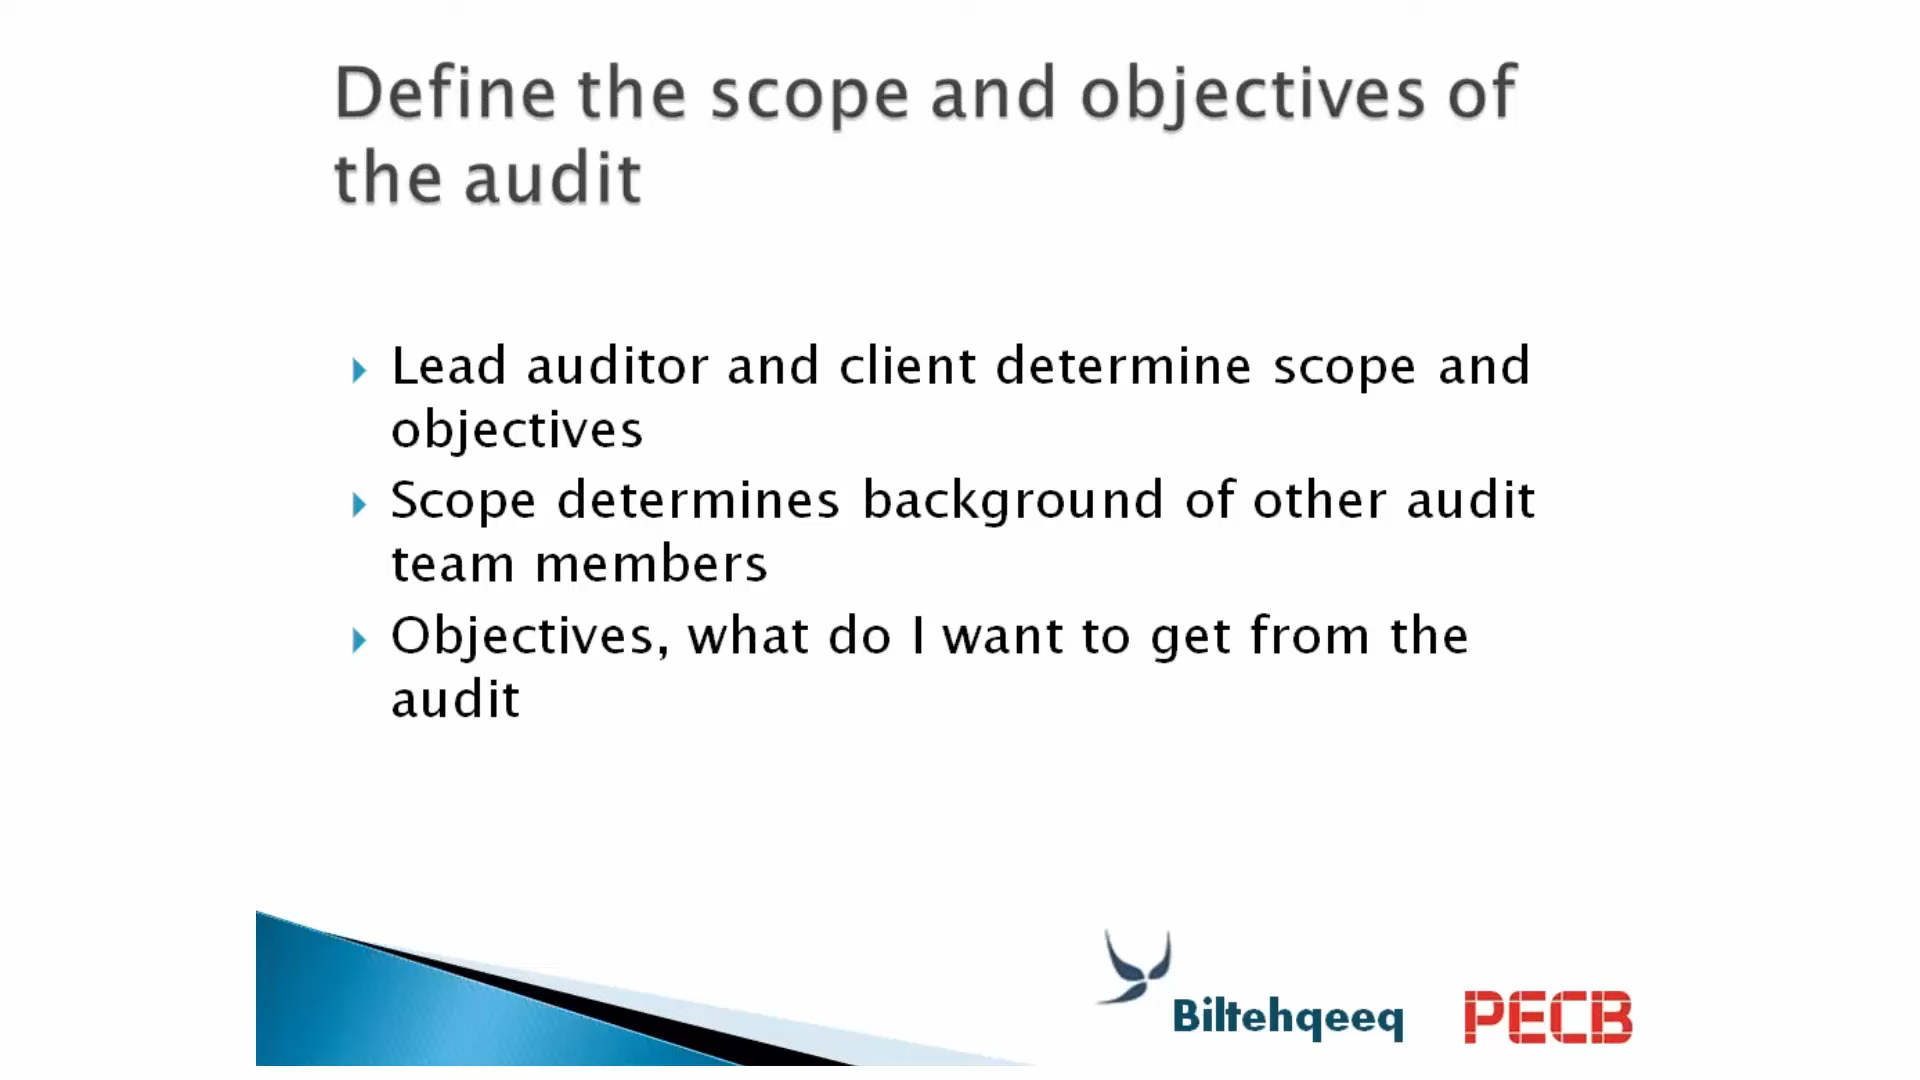 Define the scope and objectives of
the audit
Lead auditor and client determine scope and
objectives
Scope determines background of other audit
team members
Objectives, what do I want to get from the
audit
Biltehqeeq
PECB